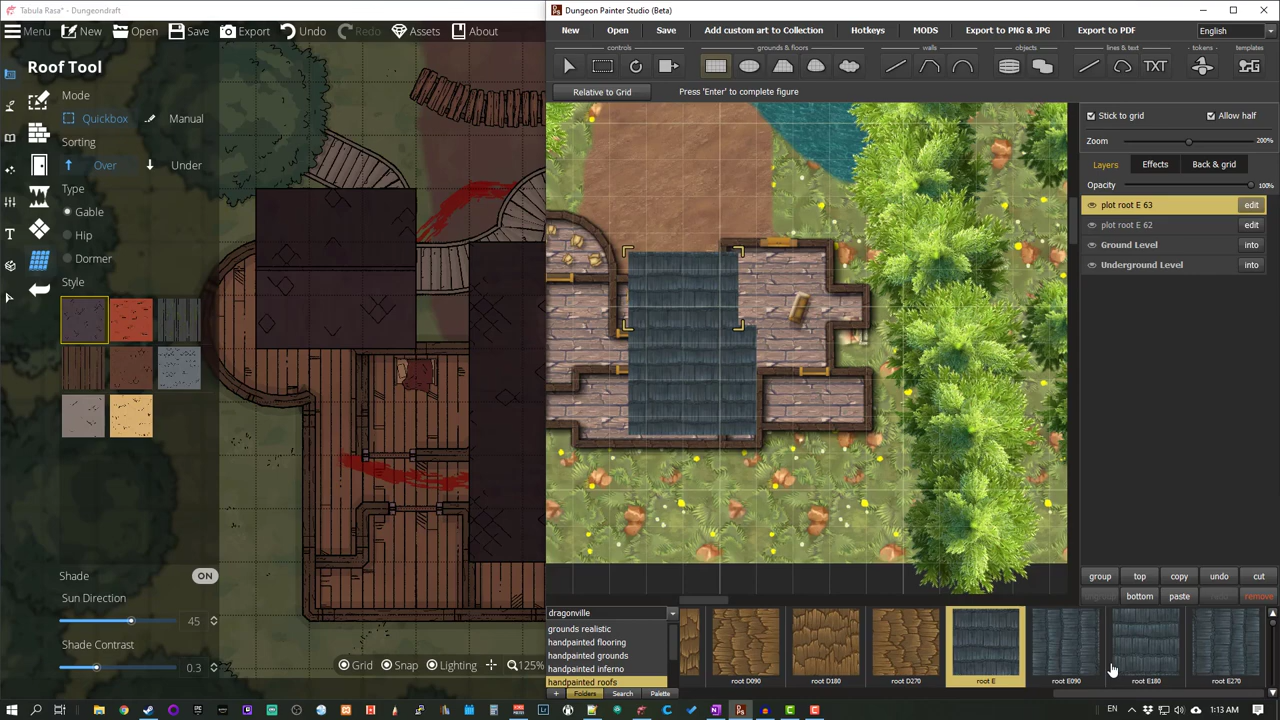 Tabula Rasa* - Dungeondraft
Menu New Open Save Export Undo Redo Assets About
Roof Tool
Mode
Quickbox Manual
Sorting
Over Under
Type
Gable
Hip
Dormer
Style
Shade ON
Sun Direction
45
Shade Contrast
0.3
Grid Snap Lighting 125%
Dungeon Painter Studio (Beta)
New Open Save Add custom art to Collection Hotkeys MODS Export to PNG & JPG Export to PDF English
controls grounds & floors walls objects lines & text tokens templates
TXT
Relative to Grid Press 'Enter' to complete figure
Stick to grid Allow half
Zoom 200%
Layers Effects Back & grid
Opacity 100%
plot root E 63 edit
plot root E 62 edit
Ground Level into
Underground Level into
group top copy undo cut
bottom paste remove
dragonville
grounds realistic
handpainted flooring
handpainted grounds
handpainted inferno
handpainted roofs
Folders Search Palette
root D090 root D180 root D270 root E root E090 root E180 root E270
EN 1:13 AM